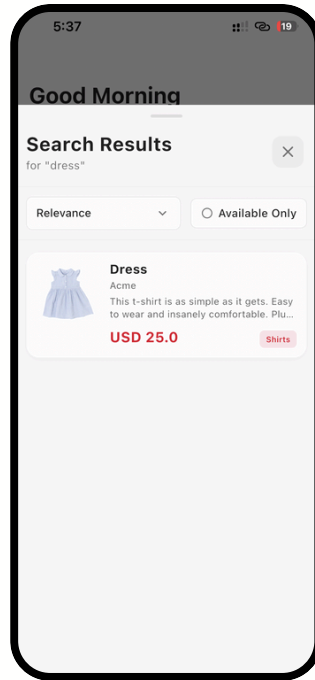 5:37
19
Good Morning
Search Results
for "dress"
Relevance
Available Only
Dress
Acme
This t-shirt is as simple as it gets. Easy
to wear and insanely comfortable. Plu...
USD 25.0
Shirts